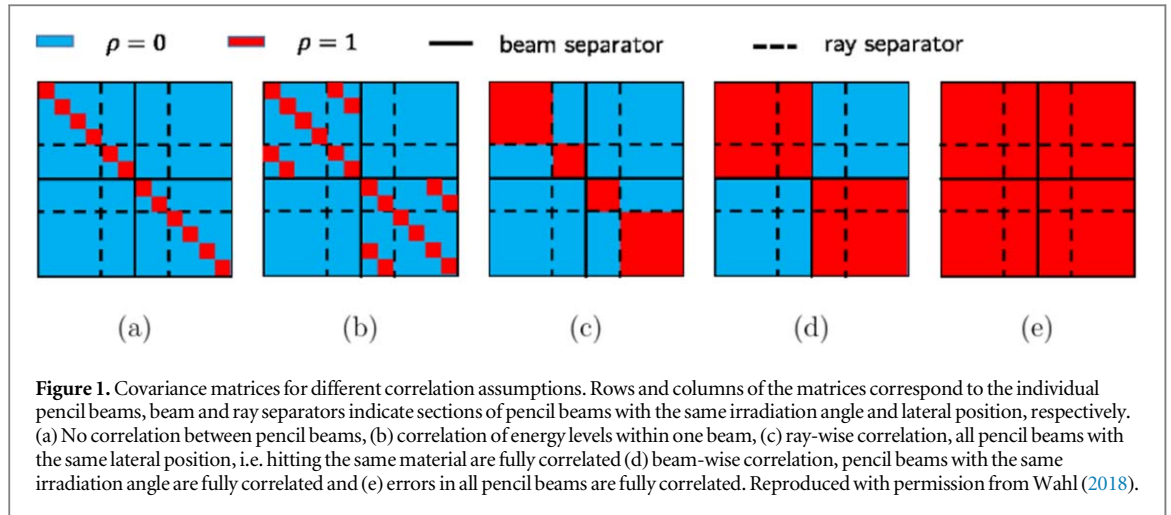 ρ = 0 ρ = 1 beam separator ray separator
(a) (b) (c) (d) (e)
Figure 1. Covariance matrices for different correlation assumptions. Rows and columns of the matrices correspond to the individual
pencil beams, beam and ray separators indicate sections of pencil beams with the same irradiation angle and lateral position, respectively.
(a) No correlation between pencil beams, (b) correlation of energy levels within one beam, (c) ray-wise correlation, all pencil beams with
the same lateral position, i.e. hitting the same material are fully correlated (d) beam-wise correlation, pencil beams with the same
irradiation angle are fully correlated and (e) errors in all pencil beams are fully correlated. Reproduced with permission from Wahl (2018).